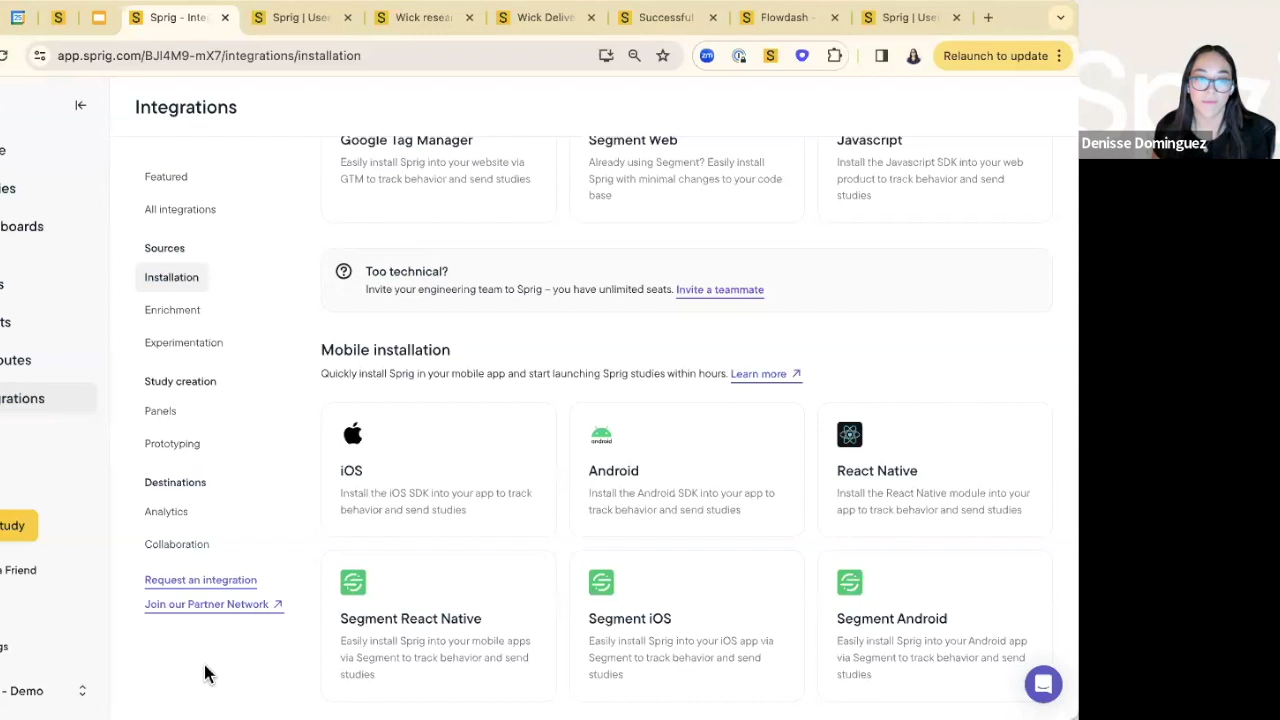 Sprig - Inte
Sprig | User
Wick resea
Wick Delive
Successful
Flowdash -
Sprig | User
app.sprig.com/BJI4M9-mX7/integrations/installation
zm
S
Relaunch to update
Integrations
Featured
All integrations
Sources
Installation
Enrichment
Experimentation
Study creation
Panels
Prototyping
Destinations
Analytics
Collaboration
Request an integration
Join our Partner Network
e
ies
boards
s
ts
butes
grations
tudy
a Friend
gs
- Demo
Google Tag Manager
Easily install Sprig into your website via
GTM to track behavior and send studies
Segment Web
Already using Segment? Easily install
Sprig with minimal changes to your code
base
Javascript
Install the Javascript SDK into your web
product to track behavior and send
studies
Too technical?
Invite your engineering team to Sprig – you have unlimited seats. Invite a teammate
Mobile installation
Quickly install Sprig in your mobile app and start launching Sprig studies within hours. Learn more
iOS
Install the iOS SDK into your app to track
behavior and send studies
android
Android
Install the Android SDK into your app to
track behavior and send studies
React Native
Install the React Native module into your
app to track behavior and send studies
Segment React Native
Easily install Sprig into your mobile apps
via Segment to track behavior and send
studies
Segment iOS
Easily install Sprig into your iOS app via
Segment to track behavior and send
studies
Segment Android
Easily install Sprig into your Android app
via Segment to track behavior and send
studies
Denisse Dominguez